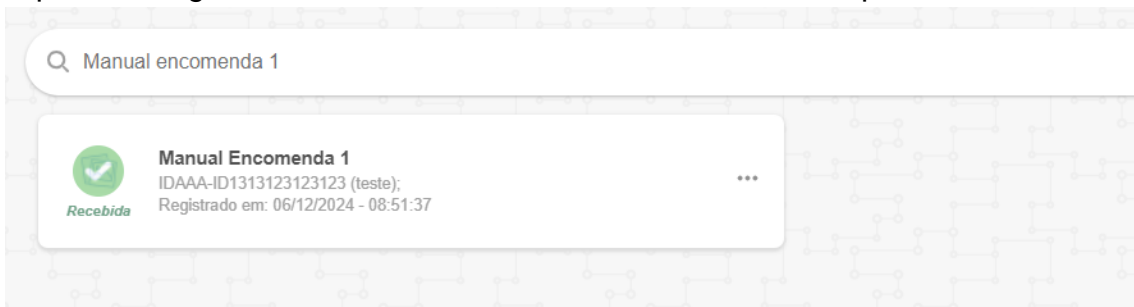 Manual encomenda 1
Manual Encomenda 1
IDAAA-ID1313123123123 (teste);
Recebida
Registrado em: 06/12/2024 - 08:51:37